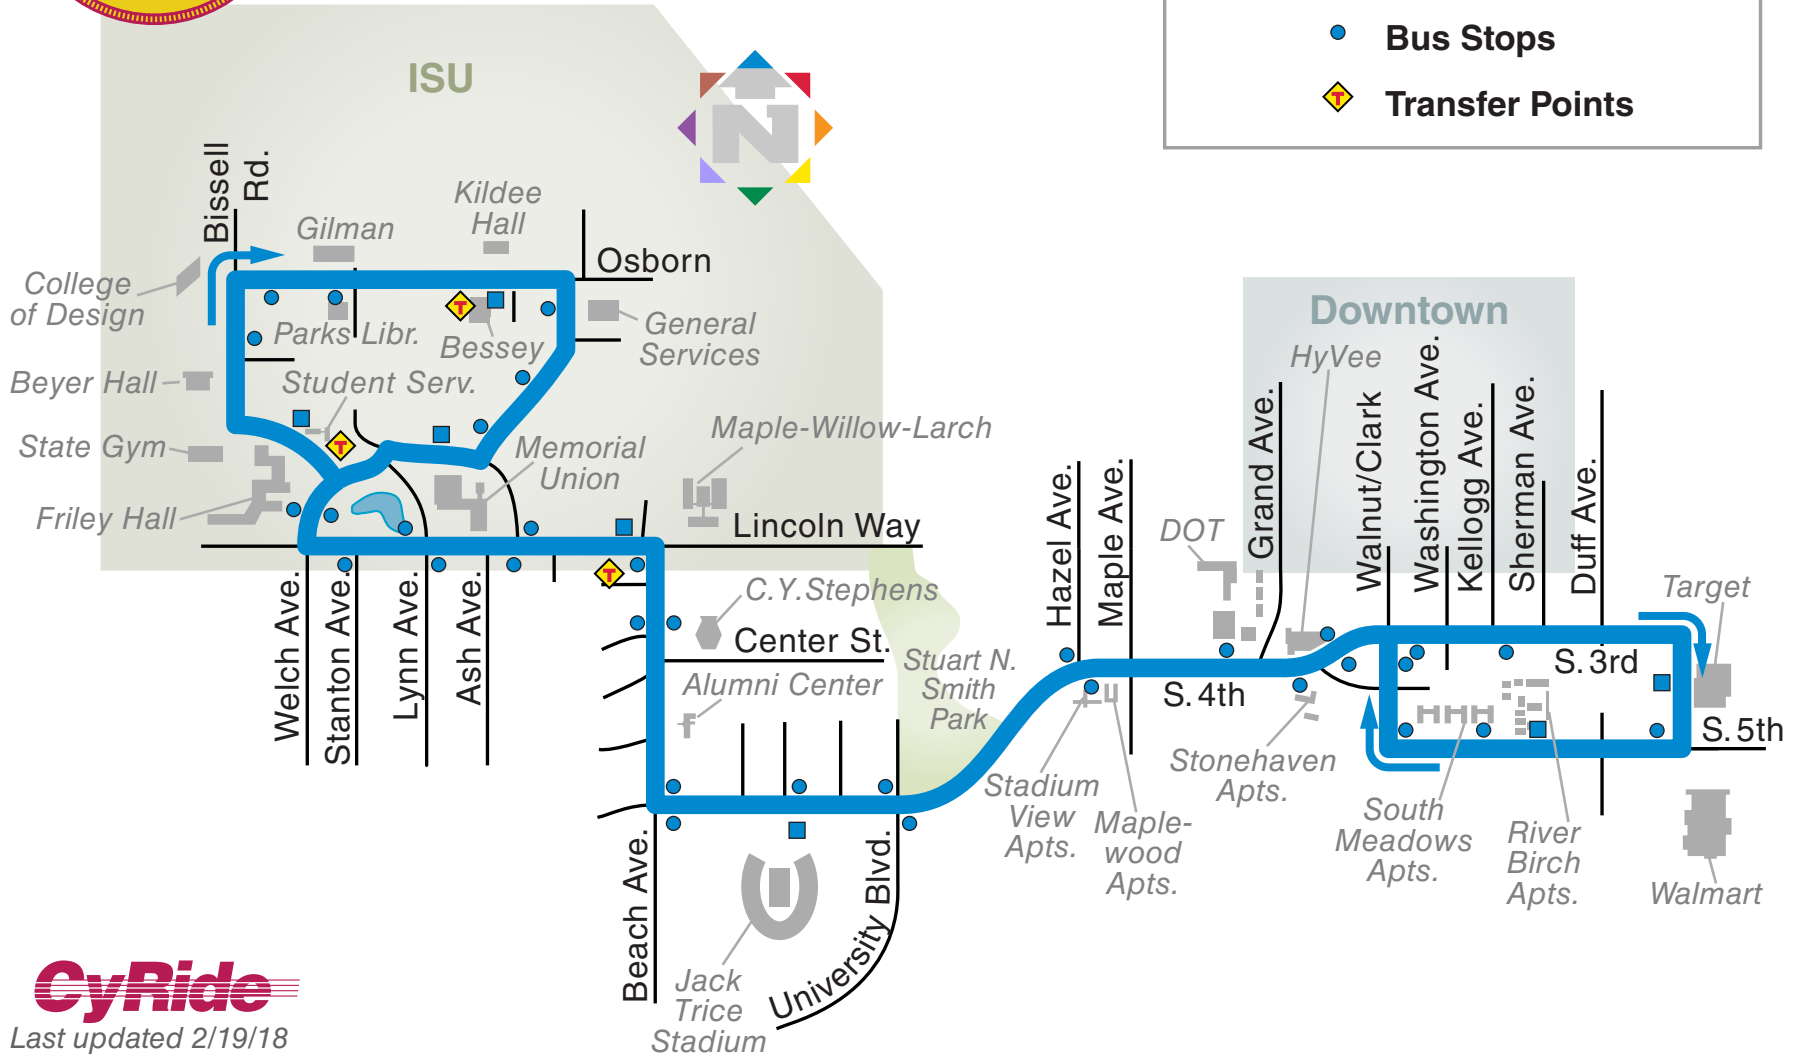 Bus Stops
Transfer Points
ISU
N
Bissell
Rd.
Kildee
Hall
Gilman
Osborn
College
of Design
T
Parks Libr.
Bessey
General
Services
Beyer Hall
Student Serv.
State Gym
T
Memorial
Union
Maple-Willow-Larch
Friley Hall
Lincoln Way
T
C.Y.Stephens
Center St.
Alumni Center
Welch Ave.
Stanton Ave.
Lynn Ave.
Ash Ave.
Stuart N.
Smith
Park
Downtown
HyVee
Hazel Ave.
Maple Ave.
DOT
Grand Ave.
Walnut/Clark
Washington Ave.
Kellogg Ave.
Sherman Ave.
Duff Ave.
Target
S. 3rd
S. 4th
S. 5th
Stadium
View
Apts.
Maple-
wood
Apts.
Stonehaven
Apts.
South
Meadows
Apts.
River
Birch
Apts.
Walmart
Beach Ave.
University Blvd.
Jack
Trice
Stadium
CyRide
Last updated 2/19/18